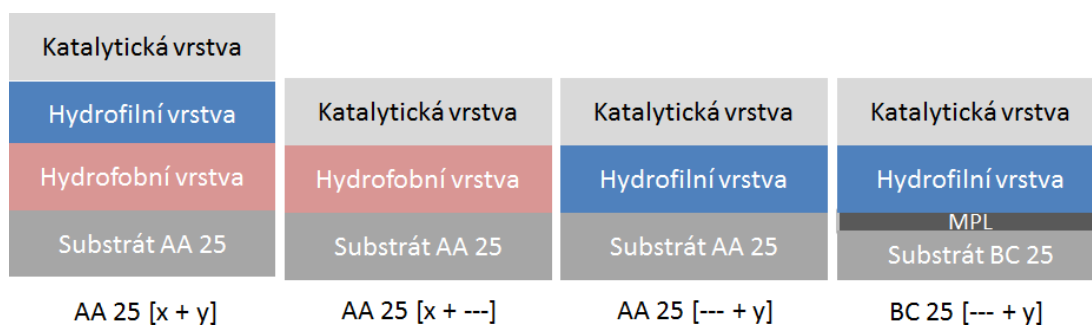 Katalytická vrstva
Hydrofilní vrstva
Hydrofobní vrstva
Substrát AA 25
AA 25 [x + y]
Katalytická vrstva
Hydrofobní vrstva
Substrát AA 25
AA 25 [x + ---]
Katalytická vrstva
Hydrofilní vrstva
Substrát AA 25
AA 25 [--- + y]
Katalytická vrstva
Hydrofilní vrstva
MPL
Substrát BC 25
BC 25 [--- + y]